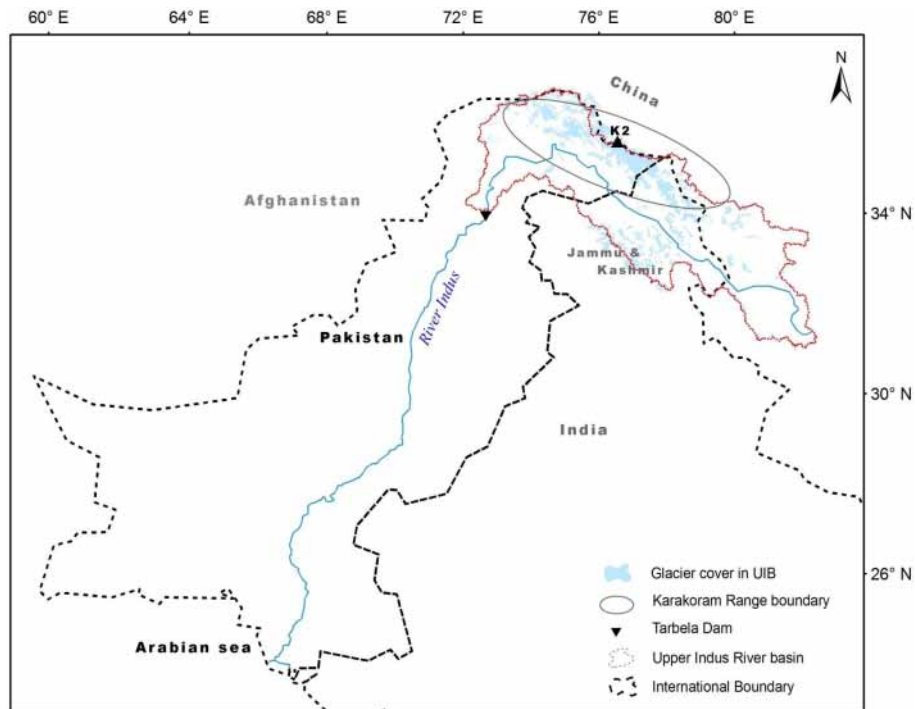 60° E
64° E
68° E
72° E
76° E
80° E
N
China
K2
Afghanistan
34° N
Jammu &
Kashmir
River Indus
Pakistan
30° N
India
26° N
Arabian sea
Glacier cover in UIB
Karakoram Range boundary
Tarbela Dam
Upper Indus River basin
International Boundary